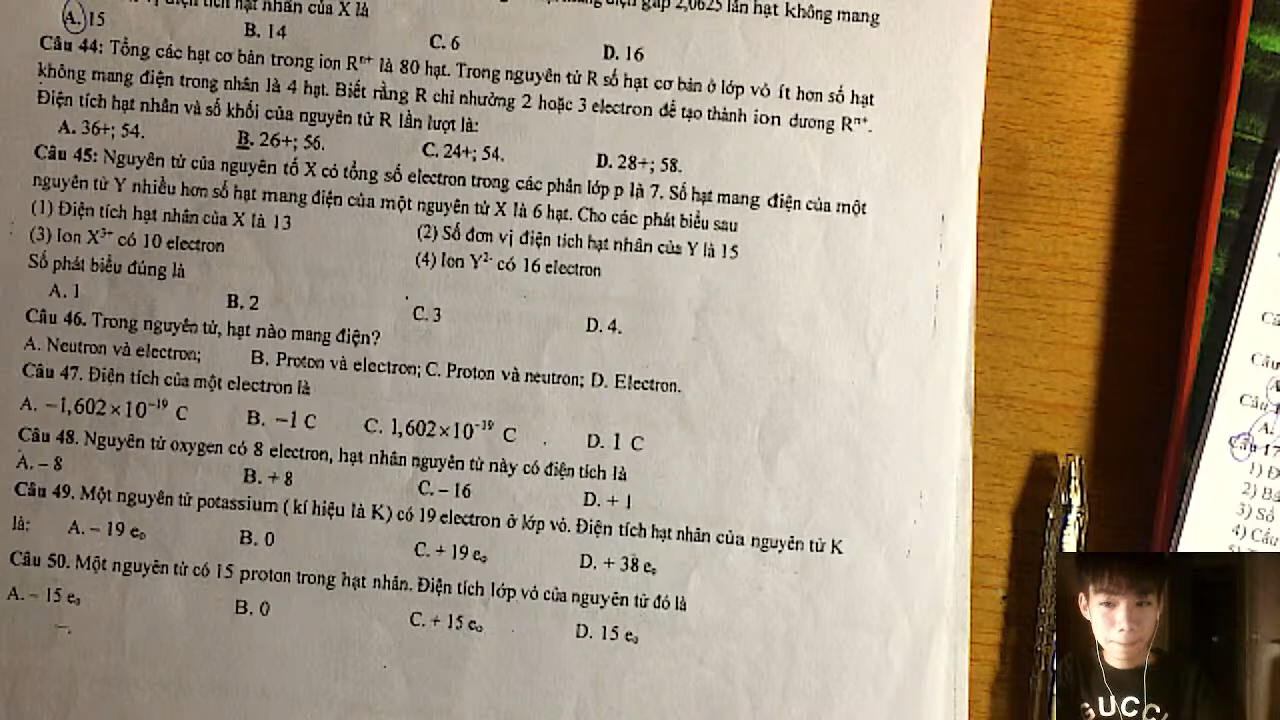 diện tích hạt nhân của X là
gấp 2,0625 lần hạt không mang
A. 15 B. 14 C. 6 D. 16
Câu 44: Tổng các hạt cơ bản trong ion Rⁿ⁺ là 80 hạt. Trong nguyên tử R số hạt cơ bản ở lớp vỏ ít hơn số hạt
không mang điện trong nhân là 4 hạt. Biết rằng R chỉ nhường 2 hoặc 3 electron để tạo thành ion dương Rⁿ⁺.
Điện tích hạt nhân và số khối của nguyên tử R lần lượt là:
A. 36+; 54. B. 26+; 56. C. 24+; 54. D. 28+; 58.
Câu 45: Nguyên tử của nguyên tố X có tổng số electron trong các phân lớp p là 7. Số hạt mang điện của một
nguyên tử Y nhiều hơn số hạt mang điện của một nguyên tử X là 6 hạt. Cho các phát biểu sau
(1) Điện tích hạt nhân của X là 13 (2) Số đơn vị điện tích hạt nhân của Y là 15
(3) Ion X³⁺ có 10 electron (4) Ion Y²⁻ có 16 electron
Số phát biểu đúng là
A. 1 B. 2 C. 3 D. 4.
Câu 46. Trong nguyên tử, hạt nào mang điện?
A. Neutron và electron; B. Proton và electron; C. Proton và neutron; D. Electron.
Câu 47. Điện tích của một electron là
A. −1,602×10⁻¹⁹ C B. −1 C C. 1,602×10⁻¹⁹ C D. 1 C
Câu 48. Nguyên tử oxygen có 8 electron, hạt nhân nguyên tử này có điện tích là
A. – 8 B. + 8 C. – 16 D. + 1
Câu 49. Một nguyên tử potassium ( kí hiệu là K) có 19 electron ở lớp vỏ. Điện tích hạt nhân của nguyên tử K
là: A. – 19 e₀ B. 0 C. + 19 e₀ D. + 38 e₀
Câu 50. Một nguyên tử có 15 proton trong hạt nhân. Điện tích lớp vỏ của nguyên tử đó là
A. – 15 e₀ B. 0 C. + 15 e₀ D. 15 e₀
Câu
A.
Câu 17
1) Đ
2) Bá
3) Số
4) Cấu
GUCCI